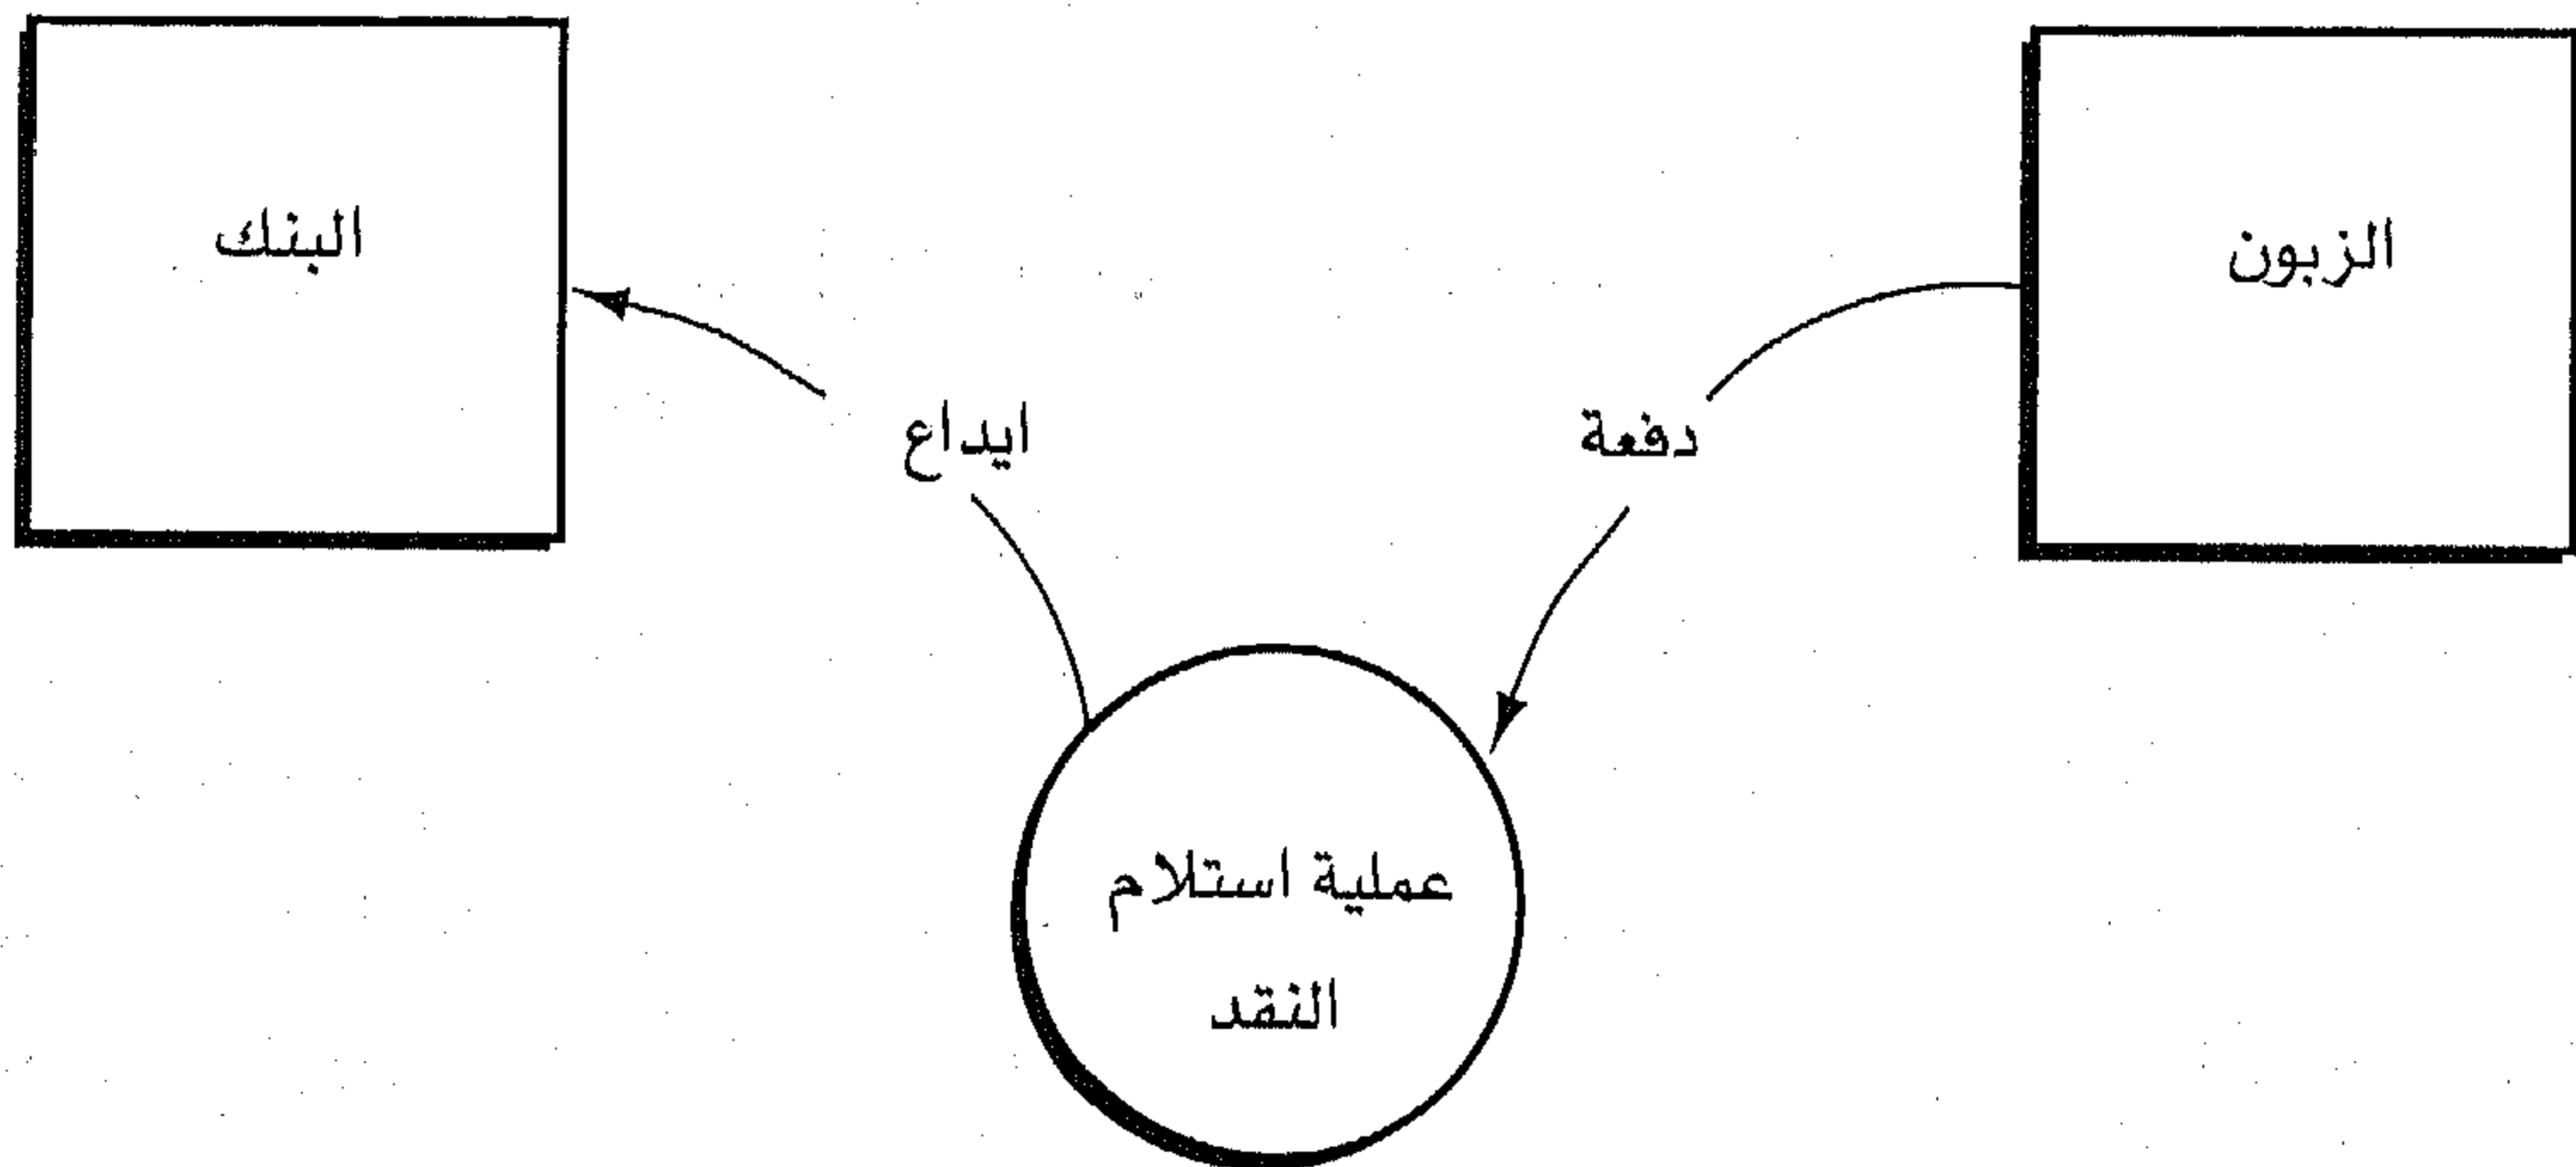 الزبون
البنك
دفعة
ايداع
عملية استلام
النقد